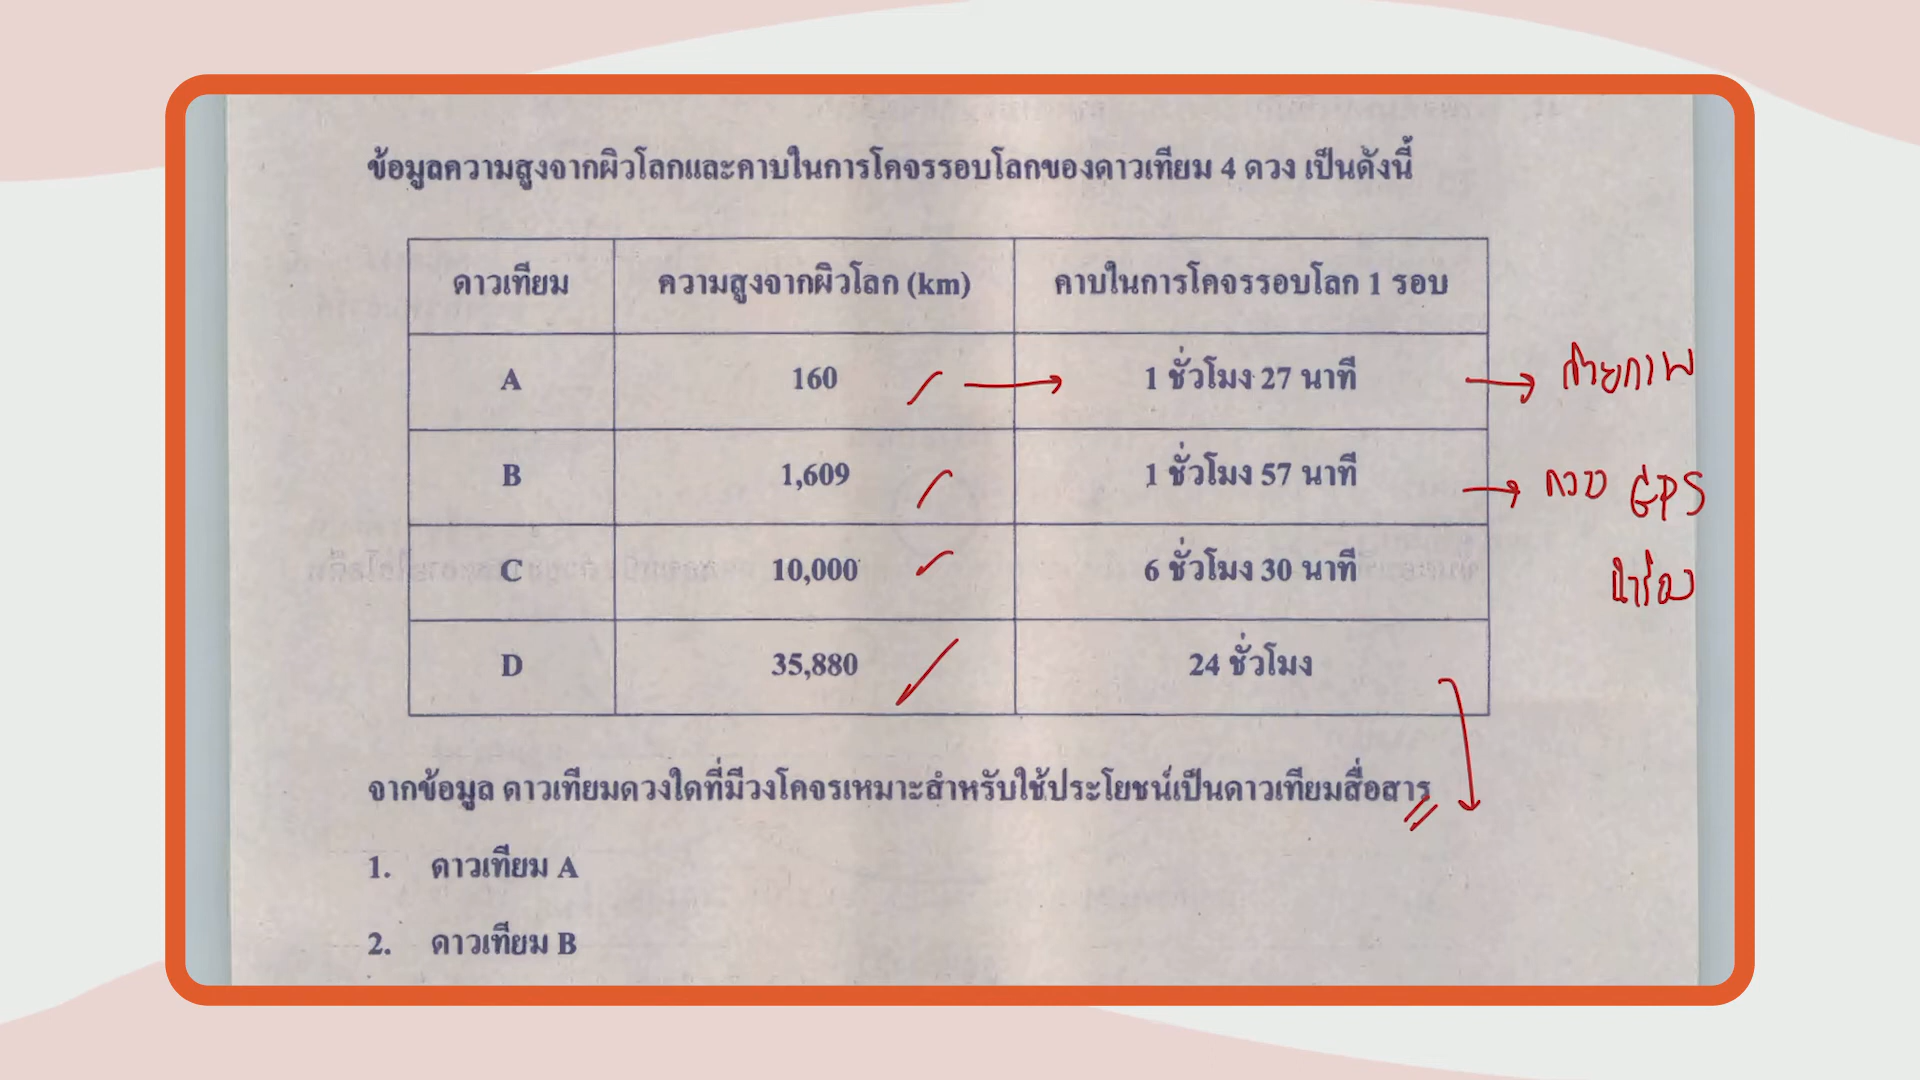 ข้อมูลความสูงจากผิวโลกและคาบในการโคจรรอบโลกของดาวเทียม 4 ดวง เป็นดังนี้
ดาวเทียม ความสูงจากผิวโลก (km) คาบในการโคจรรอบโลก 1 รอบ
A 160 1 ชั่วโมง 27 นาที ถ่ายภาพ
B 1,609 1 ชั่วโมง 57 นาที GPS
C 10,000 6 ชั่วโมง 30 นาที นำร่อง
D 35,880 24 ชั่วโมง
จากข้อมูล ดาวเทียมดวงใดที่มีวงโคจรเหมาะสำหรับใช้ประโยชน์เป็นดาวเทียมสื่อสาร
1. ดาวเทียม A
2. ดาวเทียม B